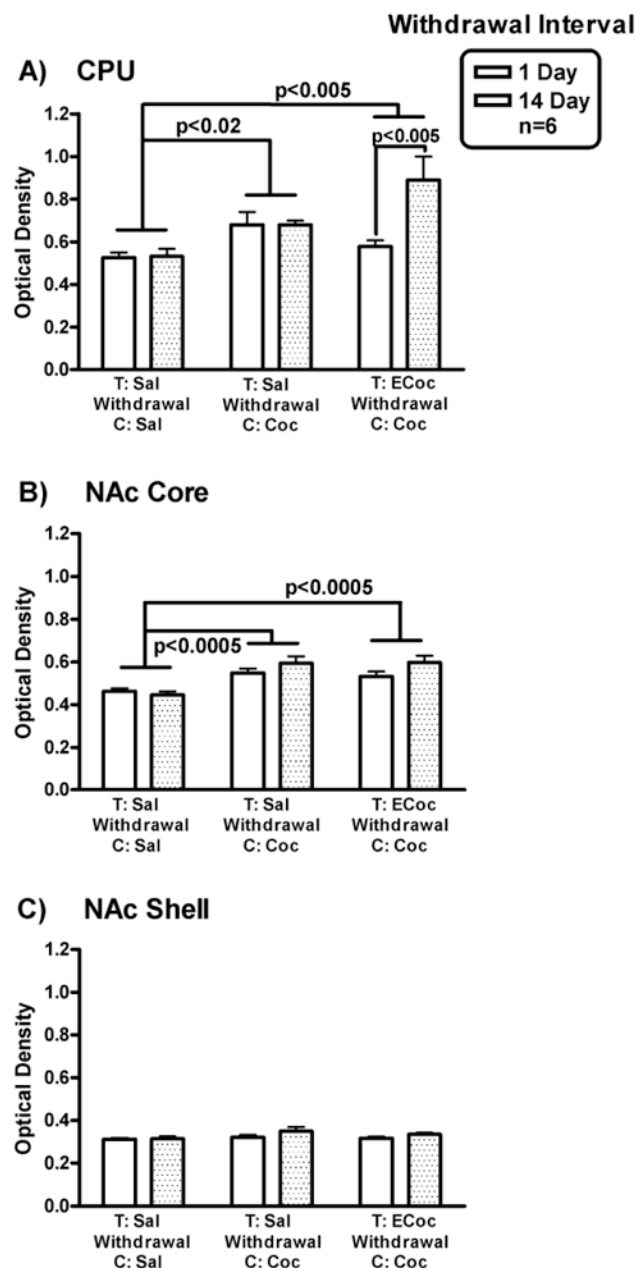 Withdrawal Interval
1 Day
14 Day
n=6
A) CPU
p<0.005
p<0.02
p<0.005
Optical Density
1.2
1.0
0.8
0.6
0.4
0.2
0.0
T: Sal
Withdrawal
C: Sal
T: Sal
Withdrawal
C: Coc
T: ECoc
Withdrawal
C: Coc
B) NAc Core
p<0.0005
p<0.0005
Optical Density
1.2
1.0
0.8
0.6
0.4
0.2
0.0
T: Sal
Withdrawal
C: Sal
T: Sal
Withdrawal
C: Coc
T: ECoc
Withdrawal
C: Coc
C) NAc Shell
Optical Density
1.2
1.0
0.8
0.6
0.4
0.2
0.0
T: Sal
Withdrawal
C: Sal
T: Sal
Withdrawal
C: Coc
T: ECoc
Withdrawal
C: Coc